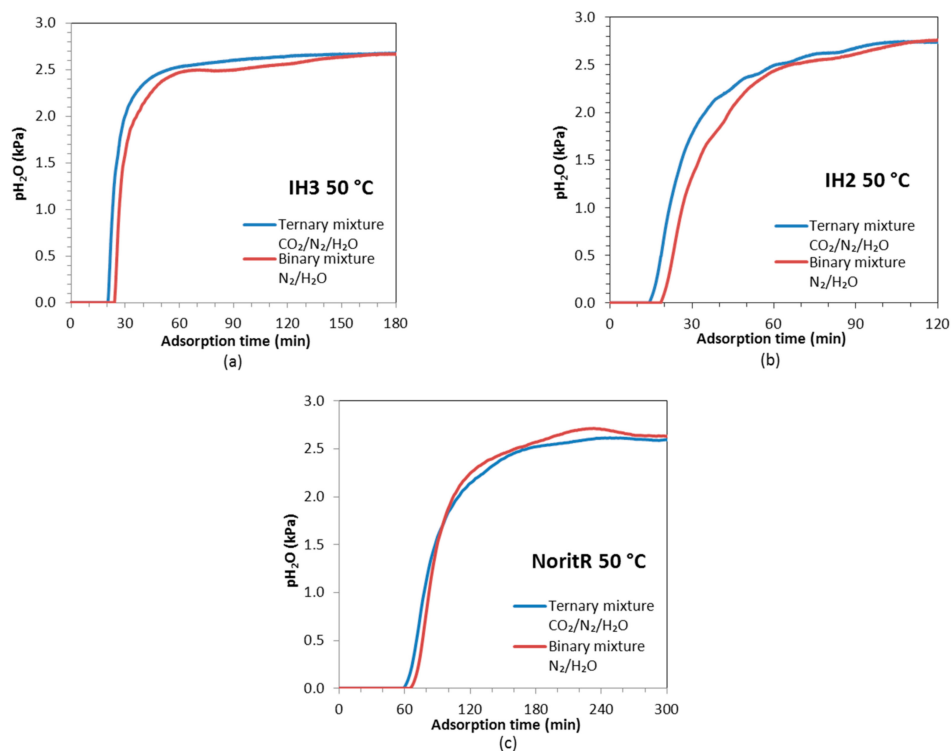 3.0
2.5
2.0
1.5
1.0
0.5
0.0
pH₂O (kPa)
IH3 50 °C
Ternary mixture
CO₂/N₂/H₂O
Binary mixture
N₂/H₂O
0 30 60 90 120 150 180
Adsorption time (min)
(a)
3.0
2.5
2.0
1.5
1.0
0.5
0.0
pH₂O (kPa)
IH2 50 °C
Ternary mixture
CO₂/N₂/H₂O
Binary mixture
N₂/H₂O
0 30 60 90 120
Adsorption time (min)
(b)
3.0
2.5
2.0
1.5
1.0
0.5
0.0
pH₂O (kPa)
NoritR 50 °C
Ternary mixture
CO₂/N₂/H₂O
Binary mixture
N₂/H₂O
0 60 120 180 240 300
Adsorption time (min)
(c)